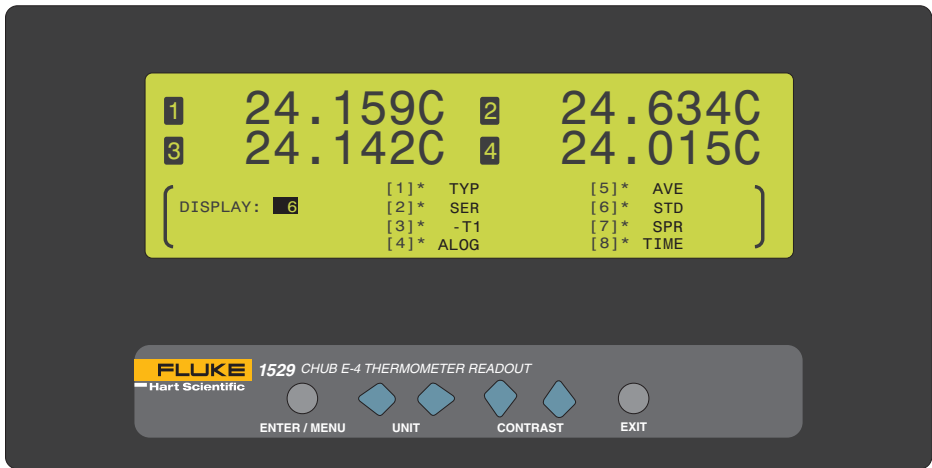 1 24.159C 2 24.634C
3 24.142C 4 24.015C
DISPLAY: 6
[1]* TYP
[2]* SER
[3]* -T1
[4]* ALOG
[5]* AVE
[6]* STD
[7]* SPR
[8]* TIME
FLUKE
Hart Scientific
1529 CHUB E-4 THERMOMETER READOUT
ENTER / MENU UNIT CONTRAST EXIT